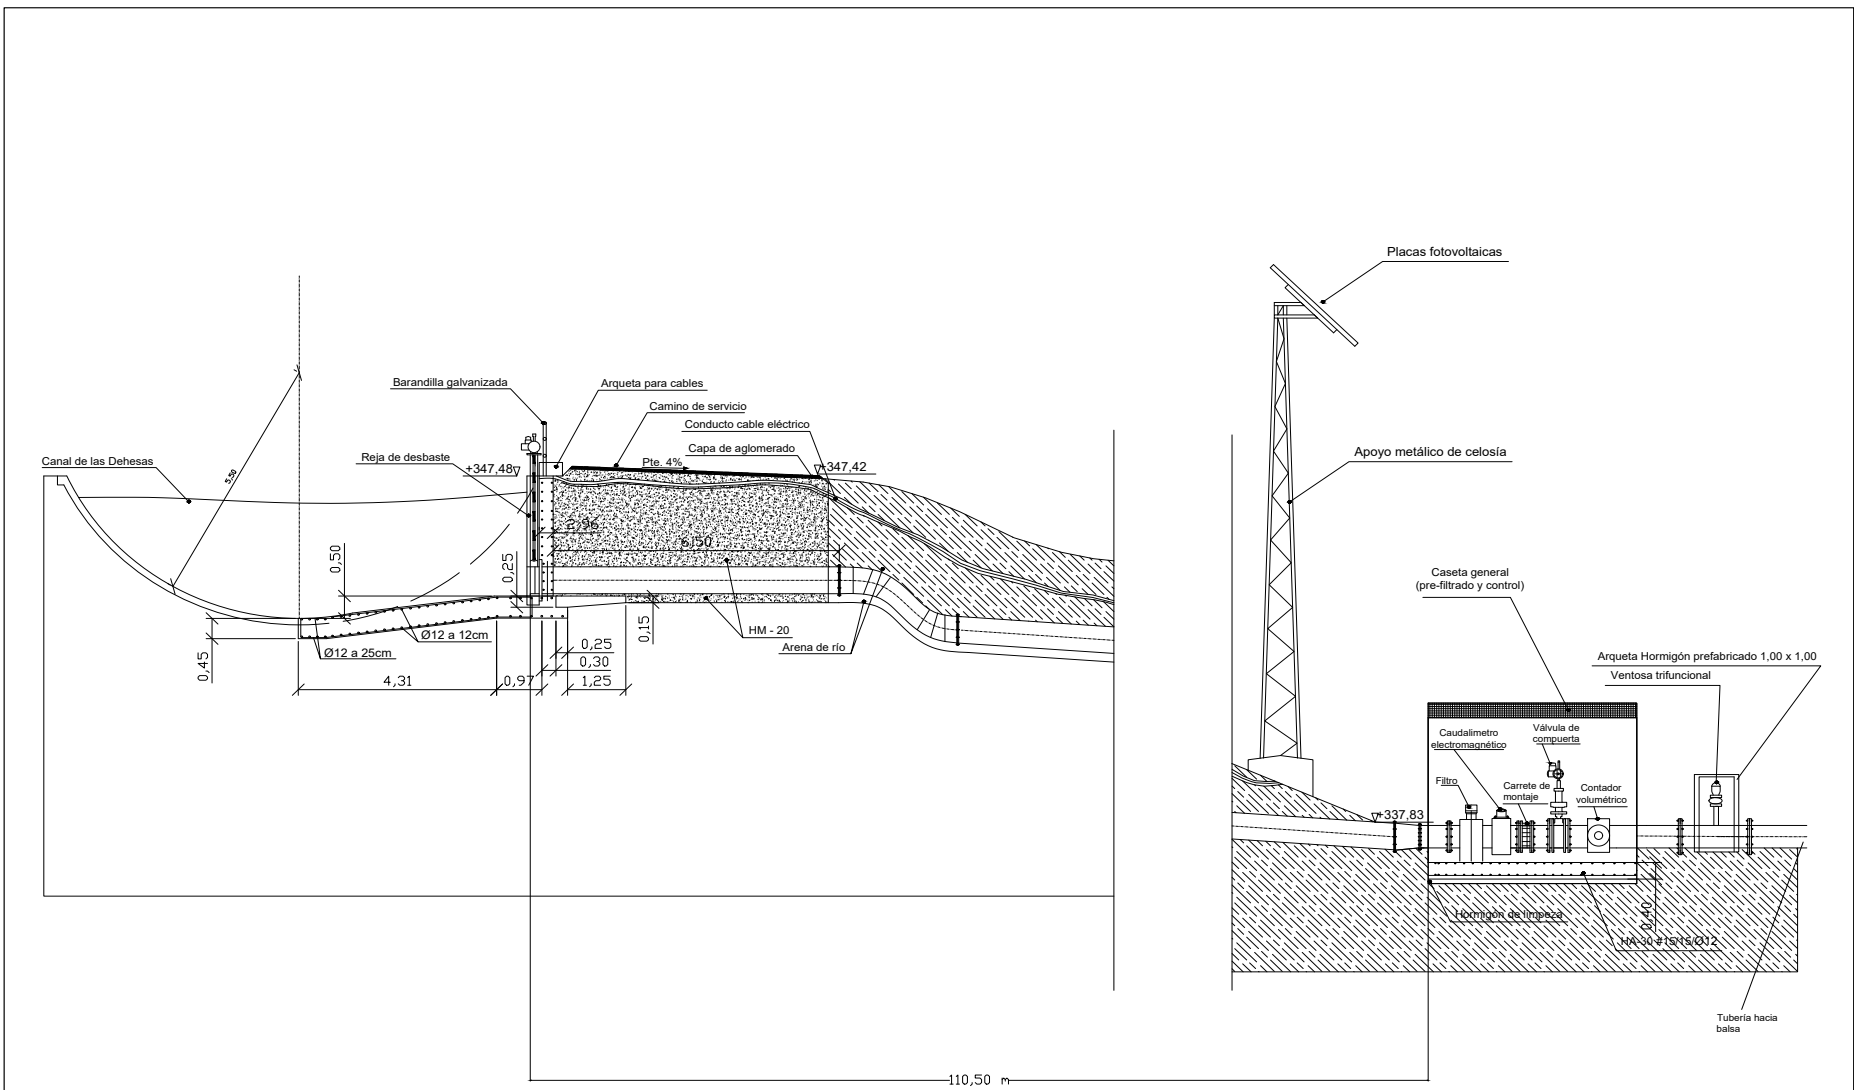 Placas fotovoltaicas
Barandilla galvanizada
Arqueta para cables
Camino de servicio
Conducto cable eléctrico
Capa de aglomerado
Canal de las Dehesas
Reja de desbaste
+347,48
Pte. 4%
+347,42
Apoyo metálico de celosía
5,50
2,96
6,50
0,50
0,25
Caseta general
(pre-filtrado y control)
Ø12 a 12cm
HM - 20
0,15
Ø12 a 25cm
0,25
Arena de río
0,45
0,30
4,31
0,97
1,25
Arqueta Hormigón prefabricado 1,00 x 1,00
Ventosa trifuncional
Caudalimetro
electromagnético
Válvula de
compuerta
Filtro
Carrete de
montaje
Contador
volumétrico
+337,83
Hormigón de limpeza
0,40
HA-30 #15/15/Ø12
Tubería hacia
balsa
110,50 m